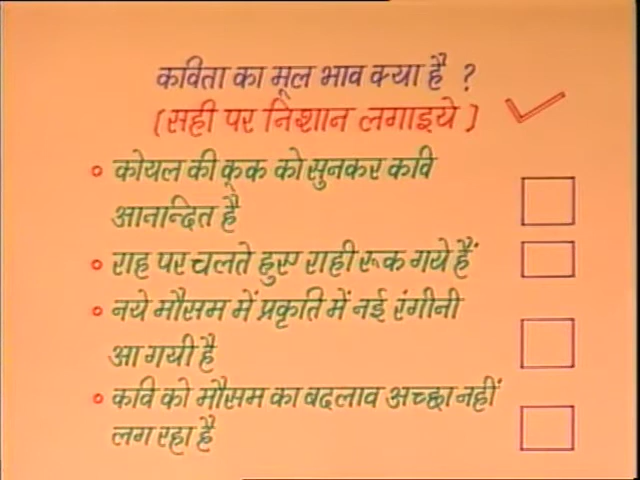 कविता का मूल भाव क्या है ?
(सही पर निशान लगाइये)
कोयल की कूक को सुनकर कवि
आनान्दित है
राह पर चलते हुए राही रूक गये हैं
नये मौसम में प्रकृति में नई रंगीनी
आ गयी है
कवि को मौसम का बदलाव अच्छा नहीं
लग रहा है